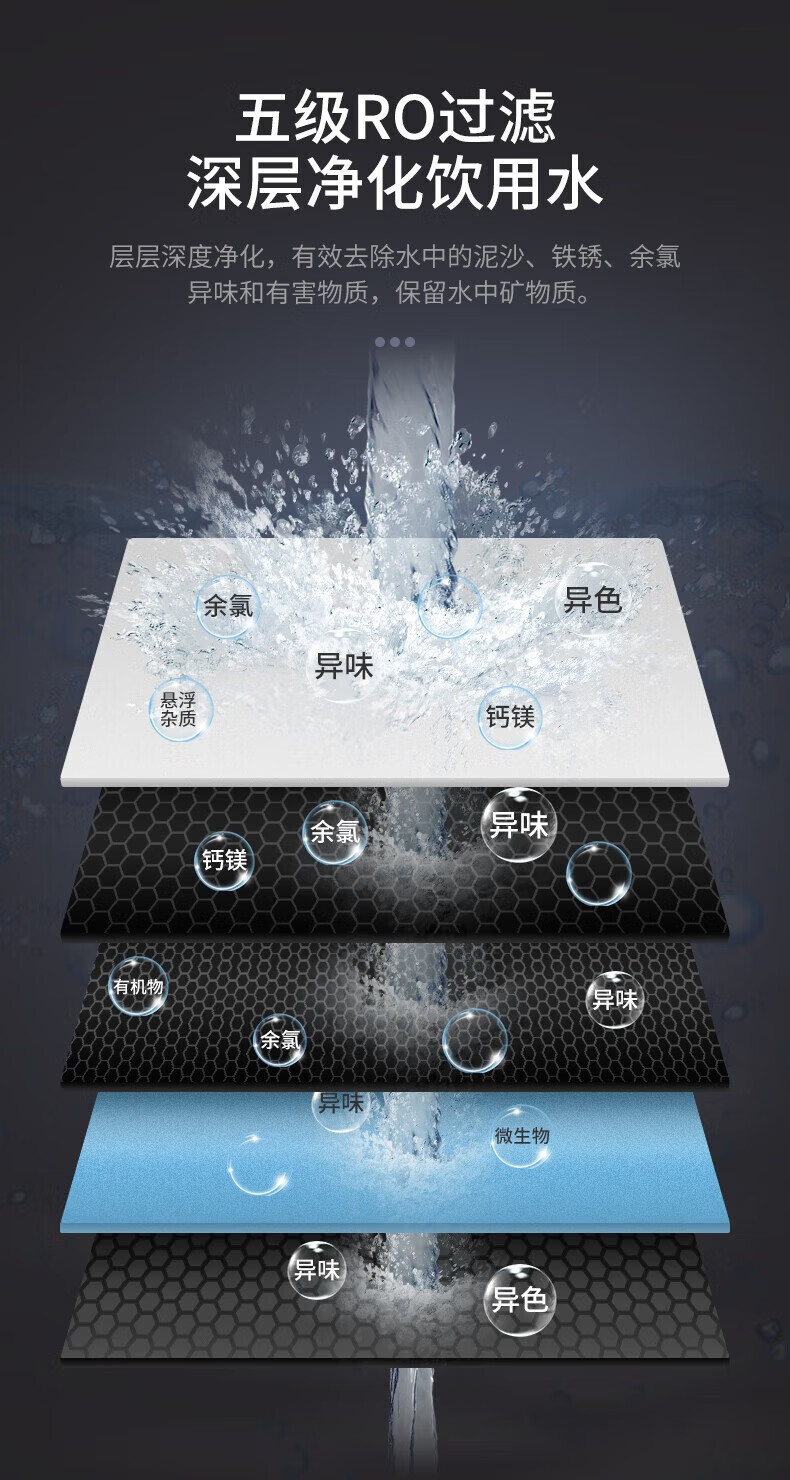 五级RO过滤
深层净化饮用水
层层深度净化，有效去除水中的泥沙、铁锈、余氯
异味和有害物质，保留水中矿物质。
余氯
异色
异味
悬浮
杂质
钙镁
余氯
异味
钙镁
有机物
异味
余氯
异味
微生物
异味
异色